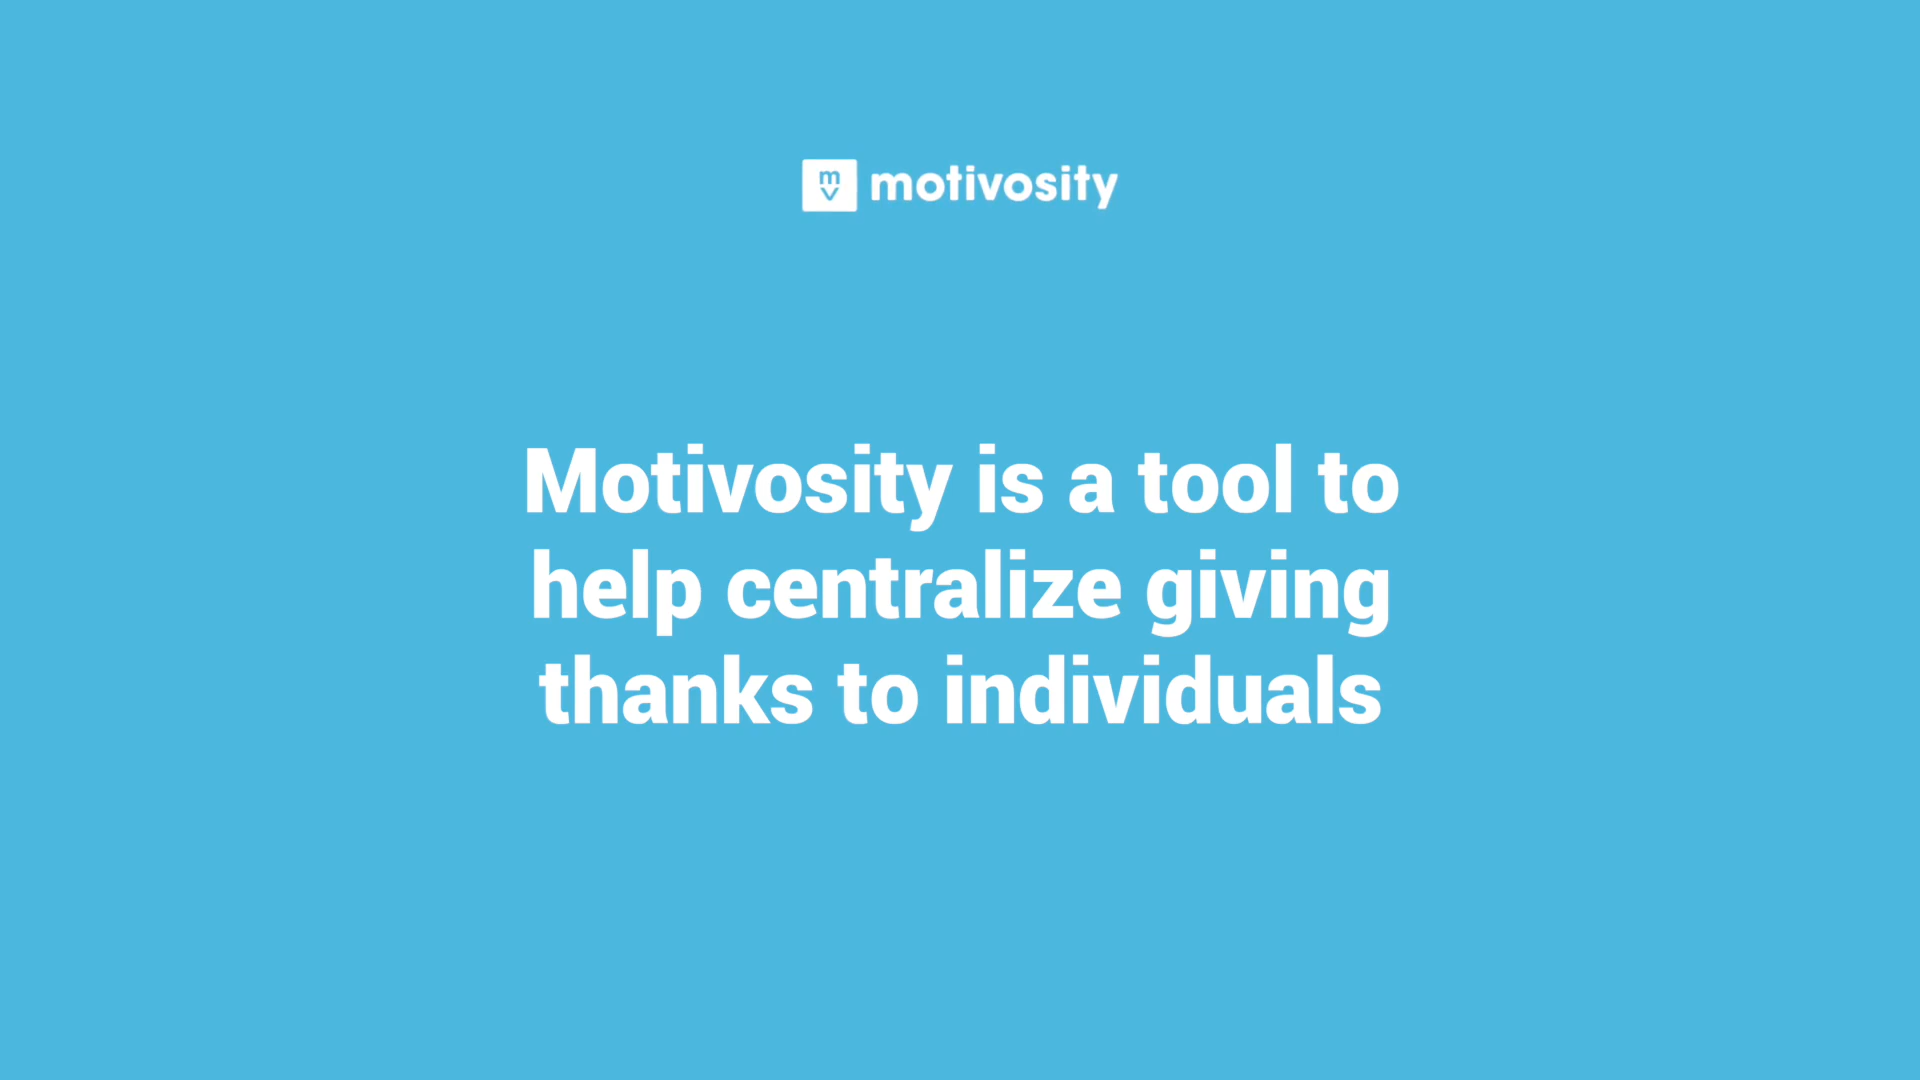 m
v
motivosity
Motivosity is a tool to
help centralize giving
thanks to individuals